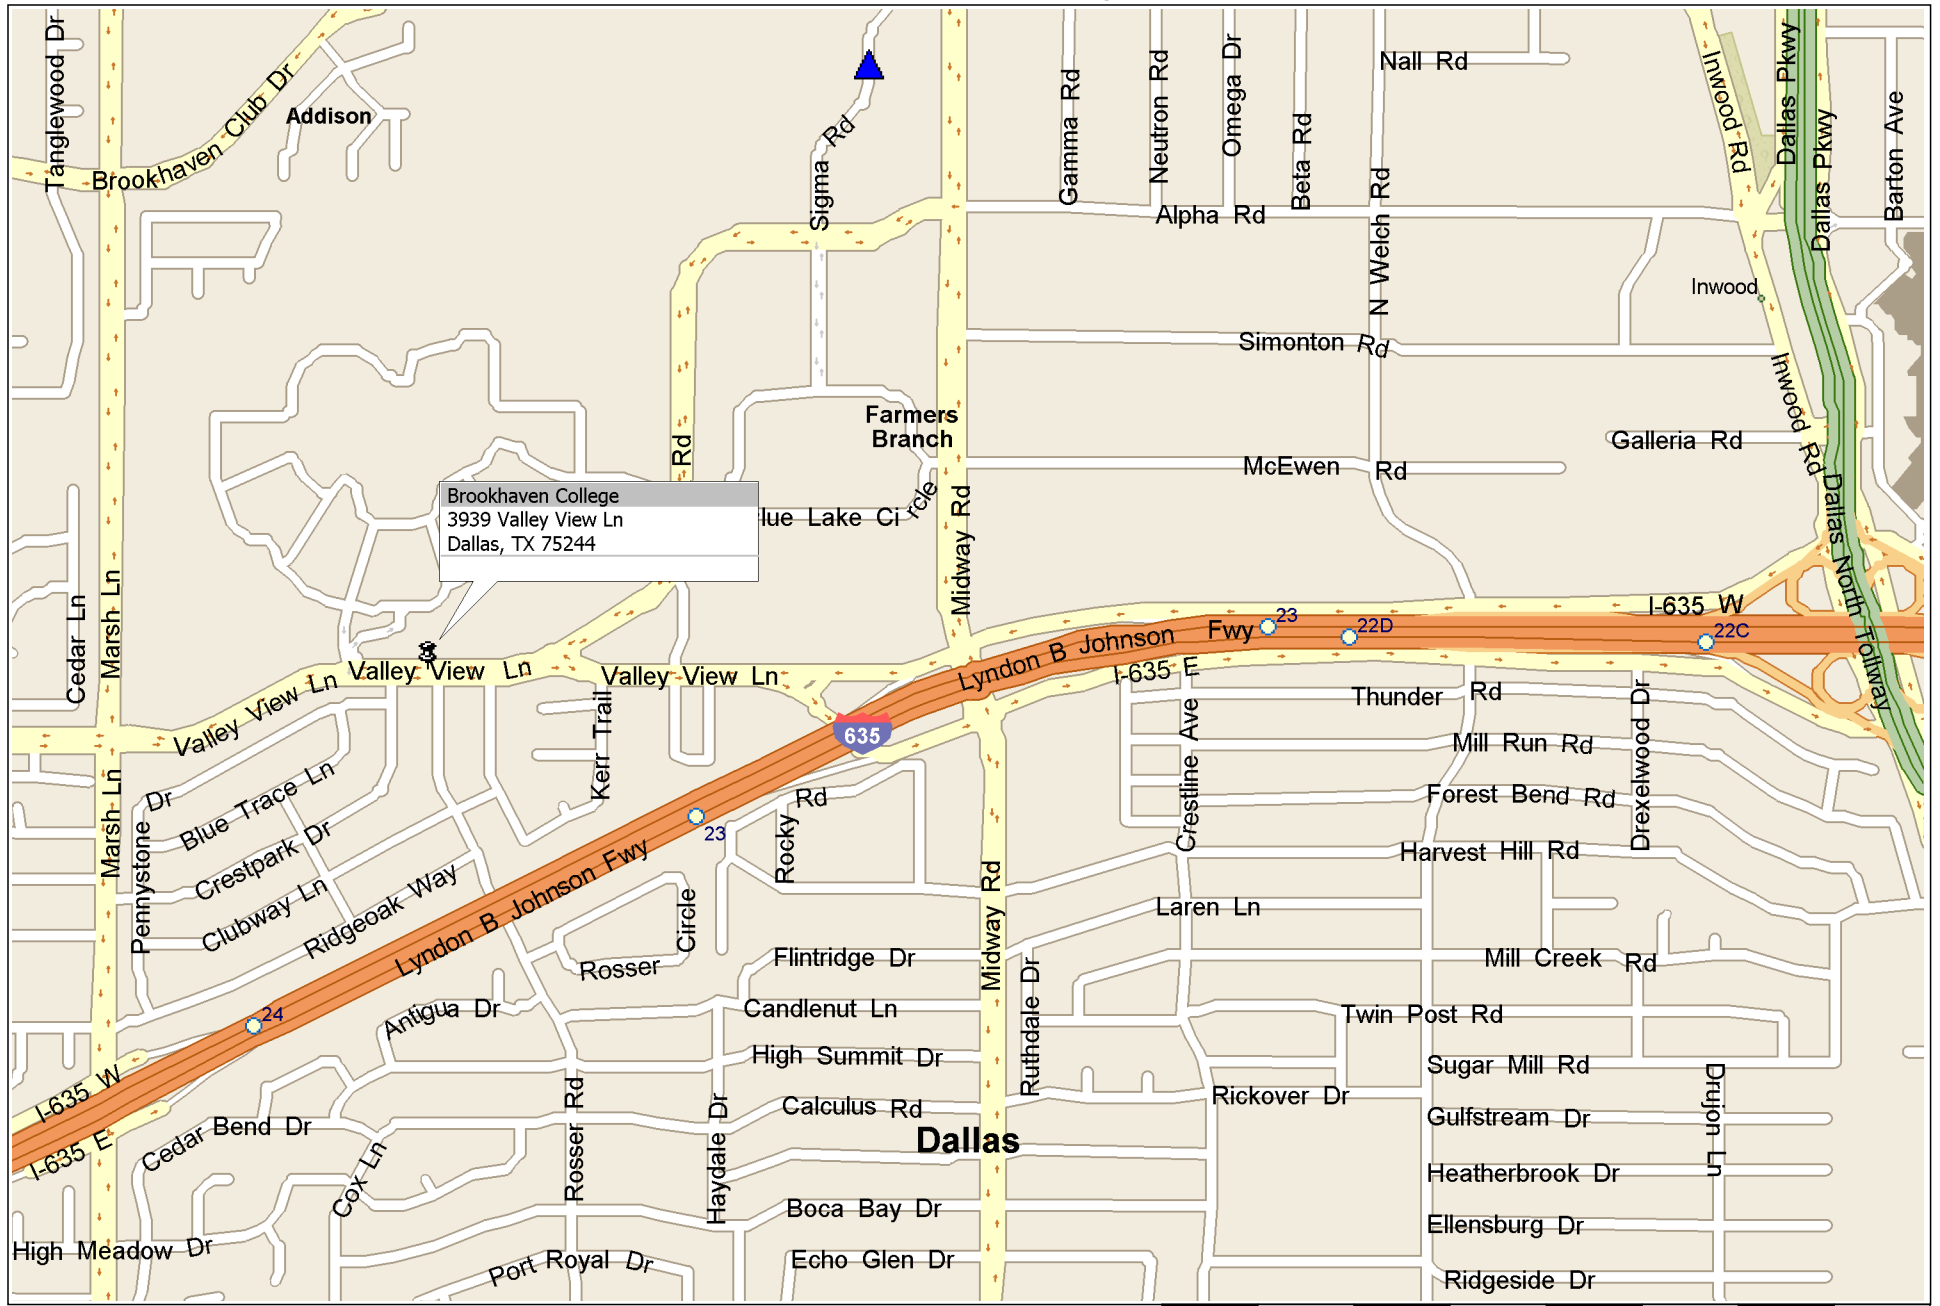 Tanglewood Dr
Brookhaven Club Dr
Addison
Sigma Rd
Gamma Rd
Neutron Rd
Omega Dr
Beta Rd
Nall Rd
N Welch Rd
Inwood Rd
Dallas Pkwy
Dallas Pkwy
Barton Ave
Alpha Rd
Inwood
Simonton Rd
Inwood Rd
Farmers
Branch
Rd
Galleria Rd
McEwen Rd
Brookhaven College
3939 Valley View Ln
Dallas, TX 75244
lue Lake Circle
Midway Rd
Dallas North Tollway
Marsh Ln
Cedar Ln
I-635 W
23
22D
22C
Lyndon B Johnson Fwy
I-635 E
Valley View Ln
Valley View Ln
Valley View Ln
635
Kerr Trail
Thunder Rd
Crestline Ave
Drexelwood Dr
Mill Run Rd
Forest Bend Rd
Harvest Hill Rd
Marsh Ln
Pennystone Dr
Blue Trace Ln
Crestpark Dr
Clubway Ln
Ridgeoak Way
23
Rocky Rd
Lyndon B Johnson Fwy
Rosser Circle
Midway Rd
Laren Ln
Flintridge Dr
Mill Creek Rd
Ruthdale Dr
Antigua Dr
Candlenut Ln
Twin Post Rd
24
High Summit Dr
Sugar Mill Rd
Drujon Ln
I-635 W
I-635 E
Rosser Rd
Haydale Dr
Calculus Rd
Rickover Dr
Gulfstream Dr
Cedar Bend Dr
Cox Ln
Dallas
Heatherbrook Dr
Boca Bay Dr
Ellensburg Dr
High Meadow Dr
Port Royal Dr
Echo Glen Dr
Ridgeside Dr